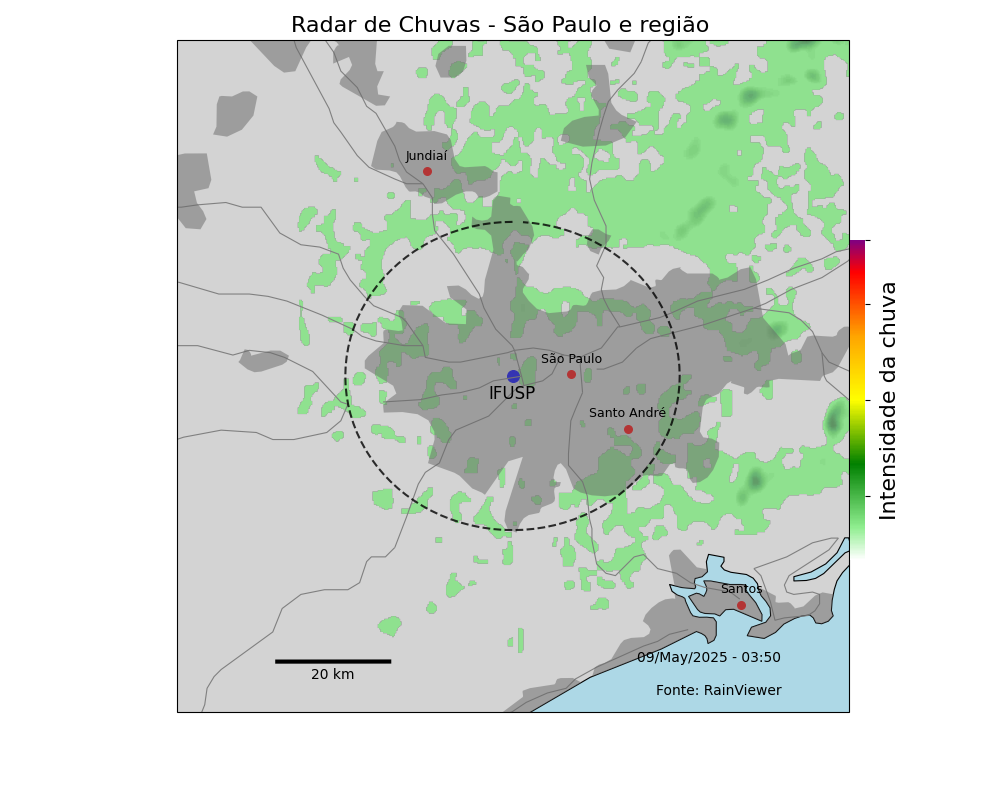 Radar de Chuvas - São Paulo e região
Jundiaí
São Paulo
IFUSP
Santo André
Santos
20 km
09/May/2025 - 03:50
Fonte: RainViewer
Intensidade da chuva